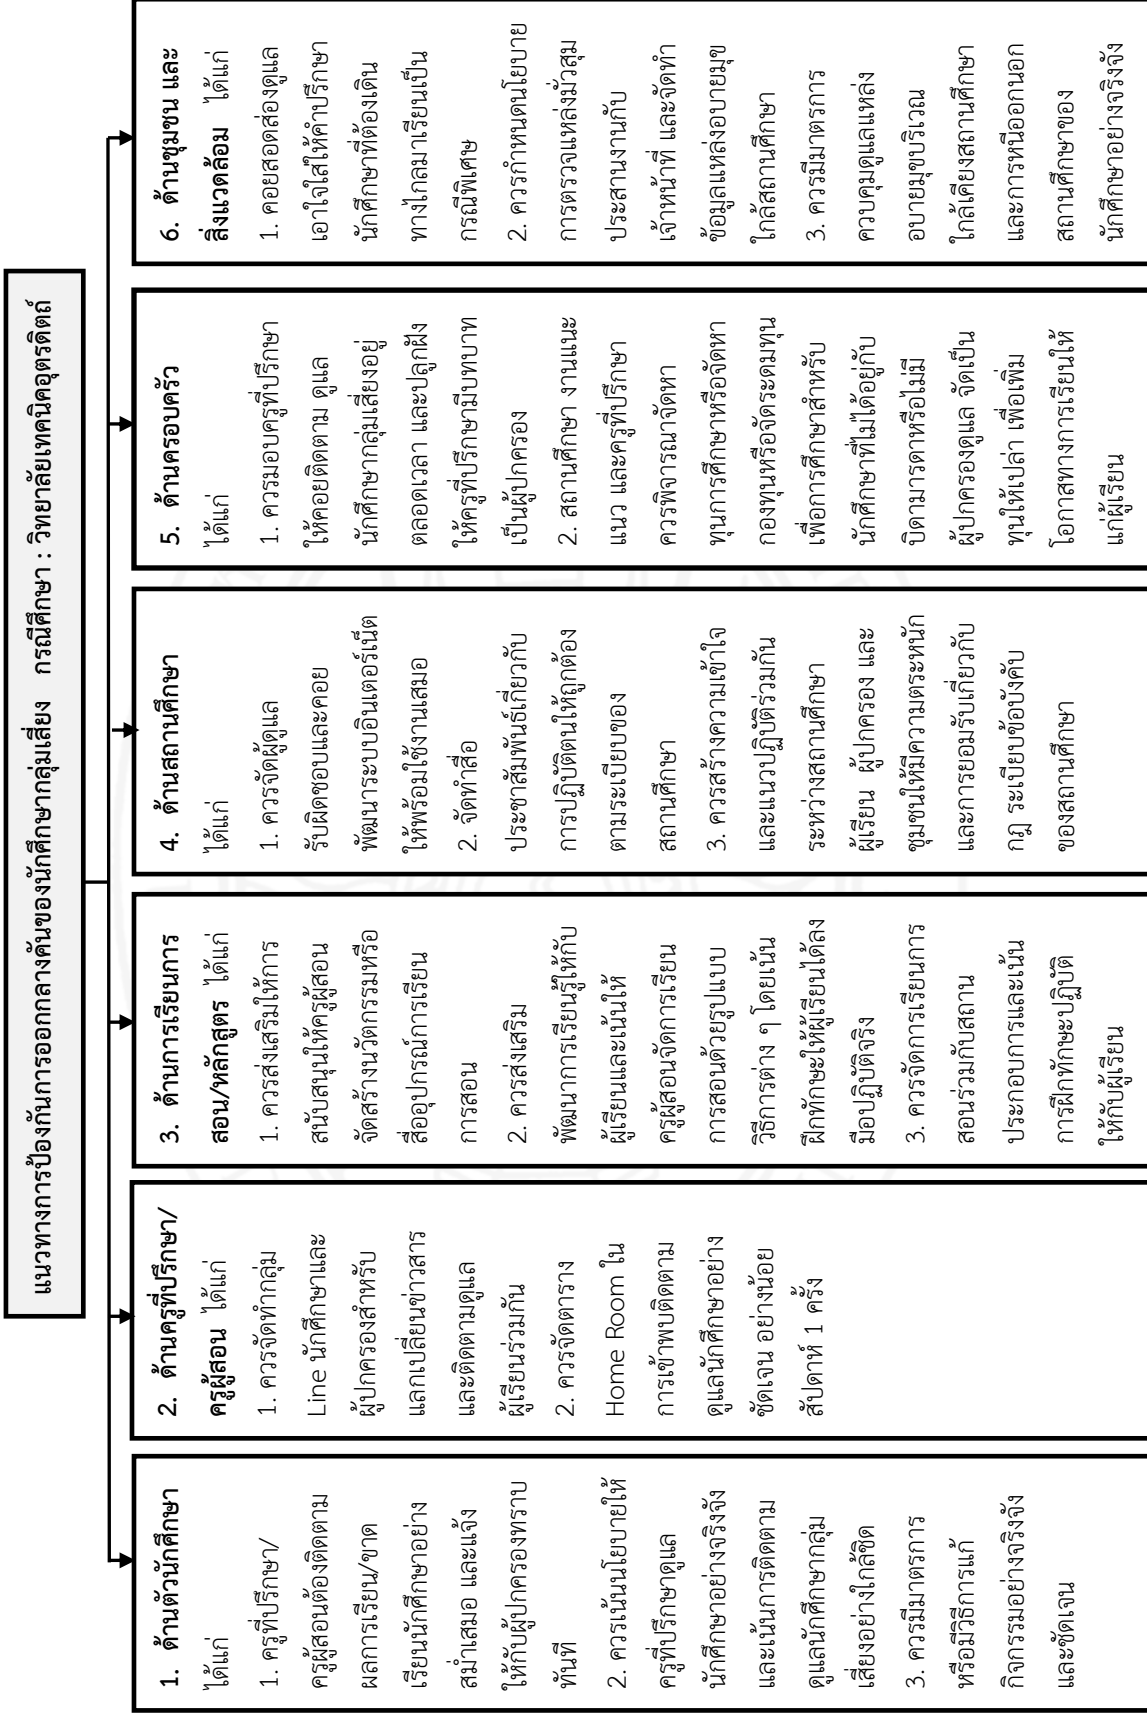 แนวทางการป้องกันการออกกลางคันของนักศึกษากลุ่มเสี่ยง กรณีศึกษา : วิทยาลัยเทคนิคอุตรดิตถ์
1. ด้านตัวนักศึกษา
ได้แก่
1. ครูที่ปรึกษา/
ครูผู้สอนต้องติดตาม
ผลการเรียน/ขาด
เรียนนักศึกษาอย่าง
สม่ำเสมอ และแจ้ง
ให้กับผู้ปกครองทราบ
ทันที
2. ควรเน้นนโยบายให้
ครูที่ปรึกษาดูแล
นักศึกษาอย่างจริงจัง
และเน้นการติดตาม
ดูแลนักศึกษากลุ่ม
เสี่ยงอย่างใกล้ชิด
3. ควรมีมาตรการ
หรือมีวิธีการแก้
กิจกรรมอย่างจริงจัง
และชัดเจน
2. ด้านครูที่ปรึกษา/
ครูผู้สอน ได้แก่
1. ควรจัดทำกลุ่ม
Line นักศึกษาและ
ผู้ปกครองสำหรับ
แลกเปลี่ยนข่าวสาร
และติดตามดูแล
ผู้เรียนร่วมกัน
2. ควรจัดตาราง
Home Room ใน
การเข้าพบติดตาม
ดูแลนักศึกษาอย่าง
ชัดเจน อย่างน้อย
สัปดาห์ 1 ครั้ง
3. ด้านการเรียนการ
สอน/หลักสูตร ได้แก่
1. ควรส่งเสริมให้การ
สนับสนุนให้ครูผู้สอน
จัดสร้างนวัตกรรมหรือ
สื่ออุปกรณ์การเรียน
การสอน
2. ควรส่งเสริม
พัฒนาการเรียนรู้ให้กับ
ผู้เรียนและเน้นให้
ครูผู้สอนจัดการเรียน
การสอนด้วยรูปแบบ
วิธีการต่าง ๆ โดยเน้น
ฝึกทักษะให้ผู้เรียนได้ลง
มือปฏิบัติจริง
3. ควรจัดการเรียนการ
สอนร่วมกับสถาน
ประกอบการและเน้น
การฝึกทักษะปฏิบัติ
ให้กับผู้เรียน
4. ด้านสถานศึกษา
ได้แก่
1. ควรจัดผู้ดูแล
รับผิดชอบและคอย
พัฒนาระบบอินเตอร์เน็ต
ให้พร้อมใช้งานเสมอ
2. จัดทำสื่อ
ประชาสัมพันธ์เกี่ยวกับ
การปฏิบัติตนให้ถูกต้อง
ตามระเบียบของ
สถานศึกษา
3. ควรสร้างความเข้าใจ
และแนวปฏิบัติร่วมกัน
ระหว่างสถานศึกษา
ผู้เรียน ผู้ปกครอง และ
ชุมชนให้มีความตระหนัก
และการยอมรับเกี่ยวกับ
กฎ ระเบียบข้อบังคับ
ของสถานศึกษา
5. ด้านครอบครัว
ได้แก่
1. ควรมอบครูที่ปรึกษา
ให้คอยติดตาม ดูแล
นักศึกษากลุ่มเสี่ยงอยู่
ตลอดเวลา และปลูกฝัง
ให้ครูที่ปรึกษามีบทบาท
เป็นผู้ปกครอง
2. สถานศึกษา งานแนะ
แนว และครูที่ปรึกษา
ควรพิจารณาจัดหา
ทุนการศึกษาหรือจัดหา
กองทุนหรือจัดระดมทุน
เพื่อการศึกษาสำหรับ
นักศึกษาที่ไม่ได้อยู่กับ
บิดามารดาหรือไม่มี
ผู้ปกครองดูแล จัดเป็น
ทุนให้เปล่า เพื่อเพิ่ม
โอกาสทางการเรียนให้
แก่ผู้เรียน
6. ด้านชุมชน และ
สิ่งแวดล้อม ได้แก่
1. คอยสอดส่องดูแล
เอาใจใส่ให้คำปรึกษา
นักศึกษาที่ต้องเดิน
ทางไกลมาเรียนเป็น
กรณีพิเศษ
2. ควรกำหนดนโยบาย
การตรวจแหล่งมั่วสุม
ประสานงานกับ
เจ้าหน้าที่ และจัดทำ
ข้อมูลแหล่งอบายมุข
ใกล้สถานศึกษา
3. ควรมีมาตรการ
ควบคุมดูแลแหล่ง
อบายมุขบริเวณ
ใกล้เคียงสถานศึกษา
และการหนีออกนอก
สถานศึกษาของ
นักศึกษาอย่างจริงจัง